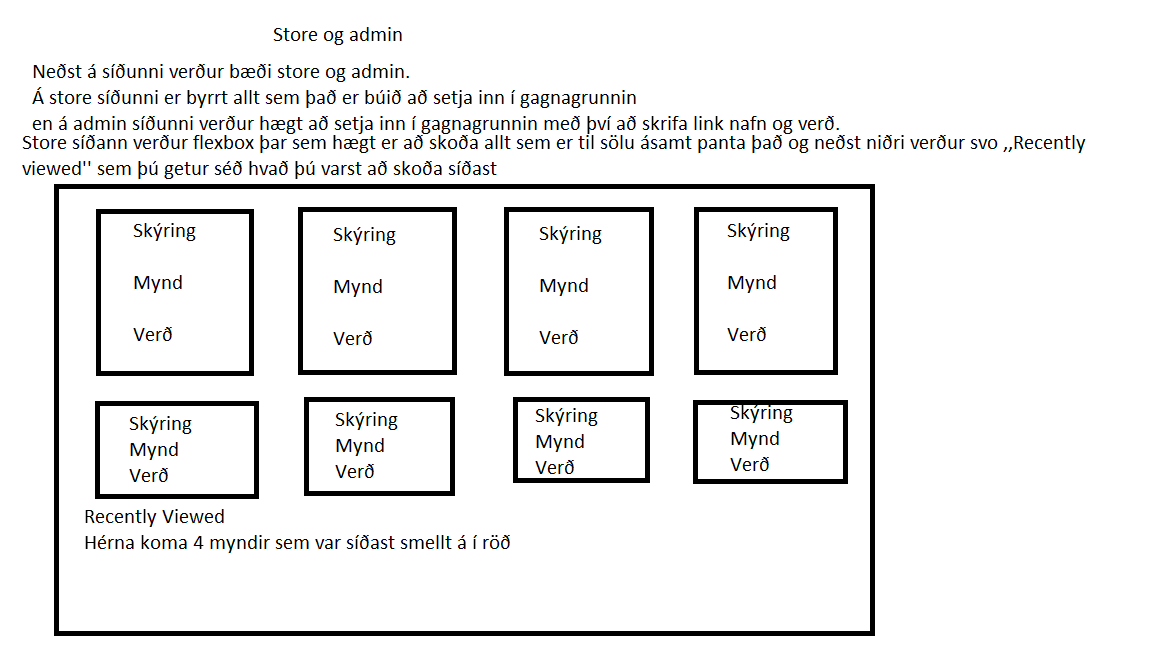 Store og admin
Neðst á síðunni verður bæði store og admin.
Á store síðunni er byrrt allt sem það er búið að setja inn í gagnagrunnin
en á admin síðunni verður hægt að setja inn í gagnagrunnin með því að skrifa link nafn og verð.
Store síðann verður flexbox þar sem hægt er að skoða allt sem er til sölu ásamt panta það og neðst niðri verður svo ,,Recently
viewed'' sem þú getur séð hvað þú varst að skoða síðast
Skýring
Mynd
Verð
Skýring
Mynd
Verð
Skýring
Mynd
Verð
Skýring
Mynd
Verð
Skýring
Mynd
Verð
Skýring
Mynd
Verð
Skýring
Mynd
Verð
Skýring
Mynd
Verð
Recently Viewed
Hérna koma 4 myndir sem var síðast smellt á í röð